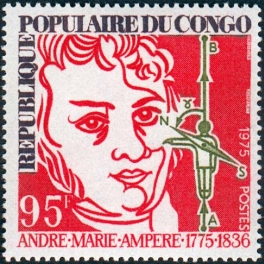 REPUBLIQUE
POPULAIRE DU CONGO
B
N
S
A
1975
POSTES
95F
ANDRE·MARIE·AMPERE·1775-1836